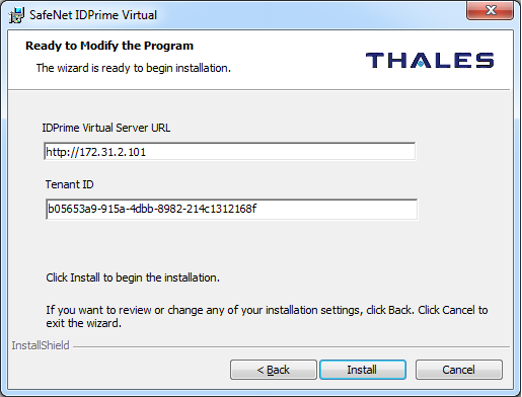 SafeNet IDPrime Virtual
Ready to Modify the Program
The wizard is ready to begin installation.
THALES
IDPrime Virtual Server URL
http://172.31.2.101
Tenant ID
b05653a9-915a-4dbb-8982-214c1312168f
Click Install to begin the installation.
If you want to review or change any of your installation settings, click Back. Click Cancel to
exit the wizard.
InstallShield
< Back
Install
Cancel